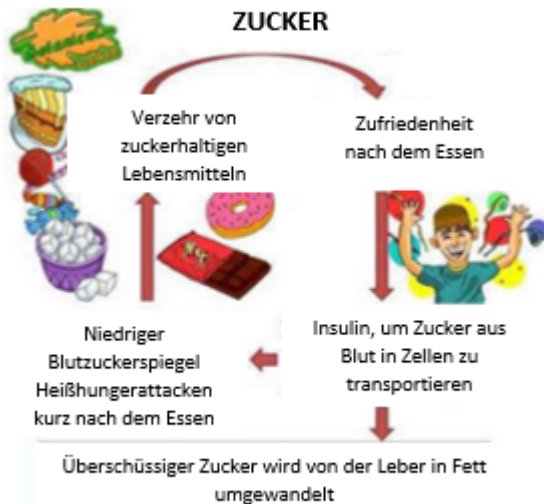 ZUCKER
Botanical
Verzehr von
zuckerhaltigen
Lebensmitteln
Zufriedenheit
nach dem Essen
Insulin, um Zucker aus
Blut in Zellen zu
transportieren
Niedriger
Blutzuckerspiegel
Heißhungerattacken
kurz nach dem Essen
Überschüssiger Zucker wird von der Leber in Fett
umgewandelt